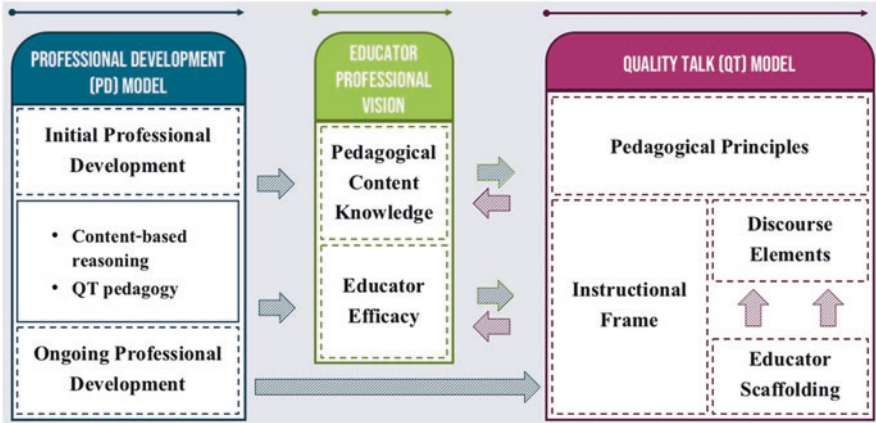 PROFESSIONAL DEVELOPMENT
(PD) MODEL
Initial Professional
Development
• Content-based
reasoning
• QT pedagogy
Ongoing Professional
Development
EDUCATOR
PROFESSIONAL
VISION
Pedagogical
Content
Knowledge
Educator
Efficacy
QUALITY TALK (QT) MODEL
Pedagogical Principles
Instructional
Frame
Discourse
Elements
Educator
Scaffolding